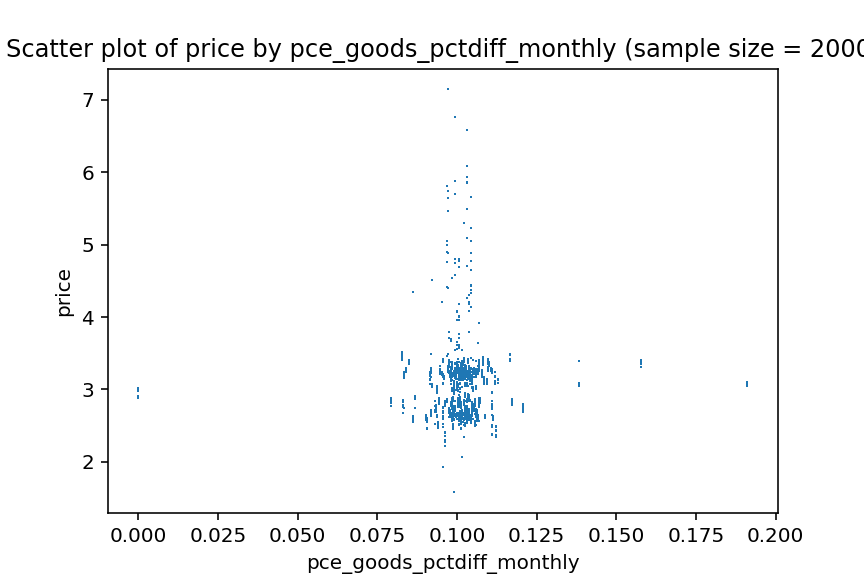 Scatter plot of price by pce_goods_pctdiff_monthly (sample size = 2000
7
6
5
4
3
2
price
0.000 0.025 0.050 0.075 0.100 0.125 0.150 0.175 0.200
pce_goods_pctdiff_monthly